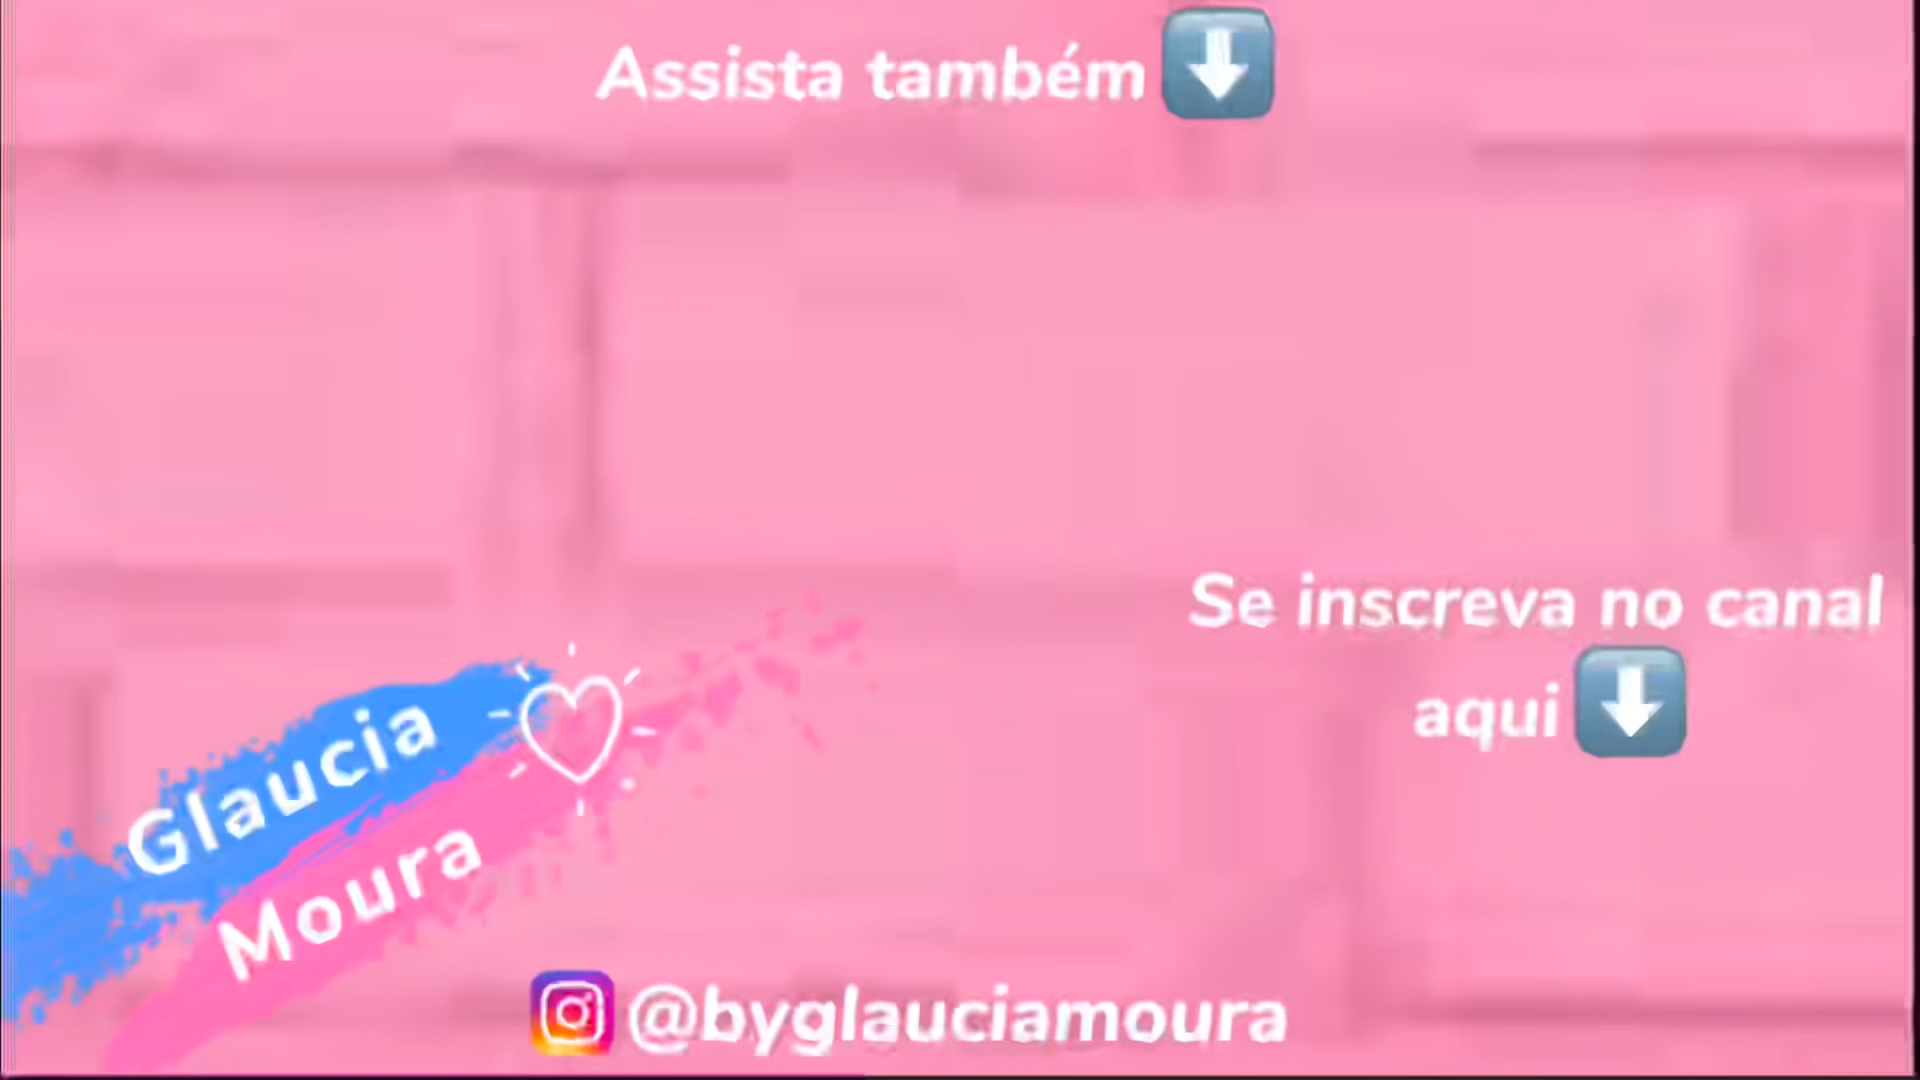 Assista também ⬇️
Se inscreva no canal
aqui ⬇️
Glaucia
Moura
@byglauciamoura